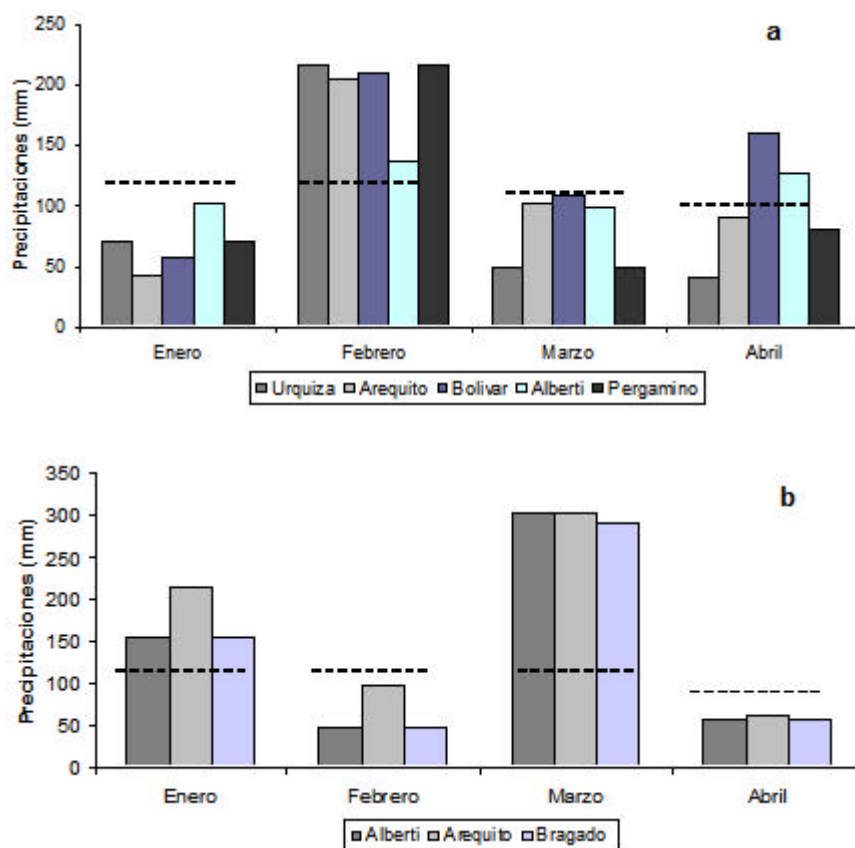 a
Precipitaciones (mm)
250
200
150
100
50
0
Enero Febrero Marzo Abril
Urquiza Arequito Bolivar Alberti Pergamino
b
Precipitaciones (mm)
350
300
250
200
150
100
50
0
Enero Febrero Marzo Abril
Alberti Arequito Bragado